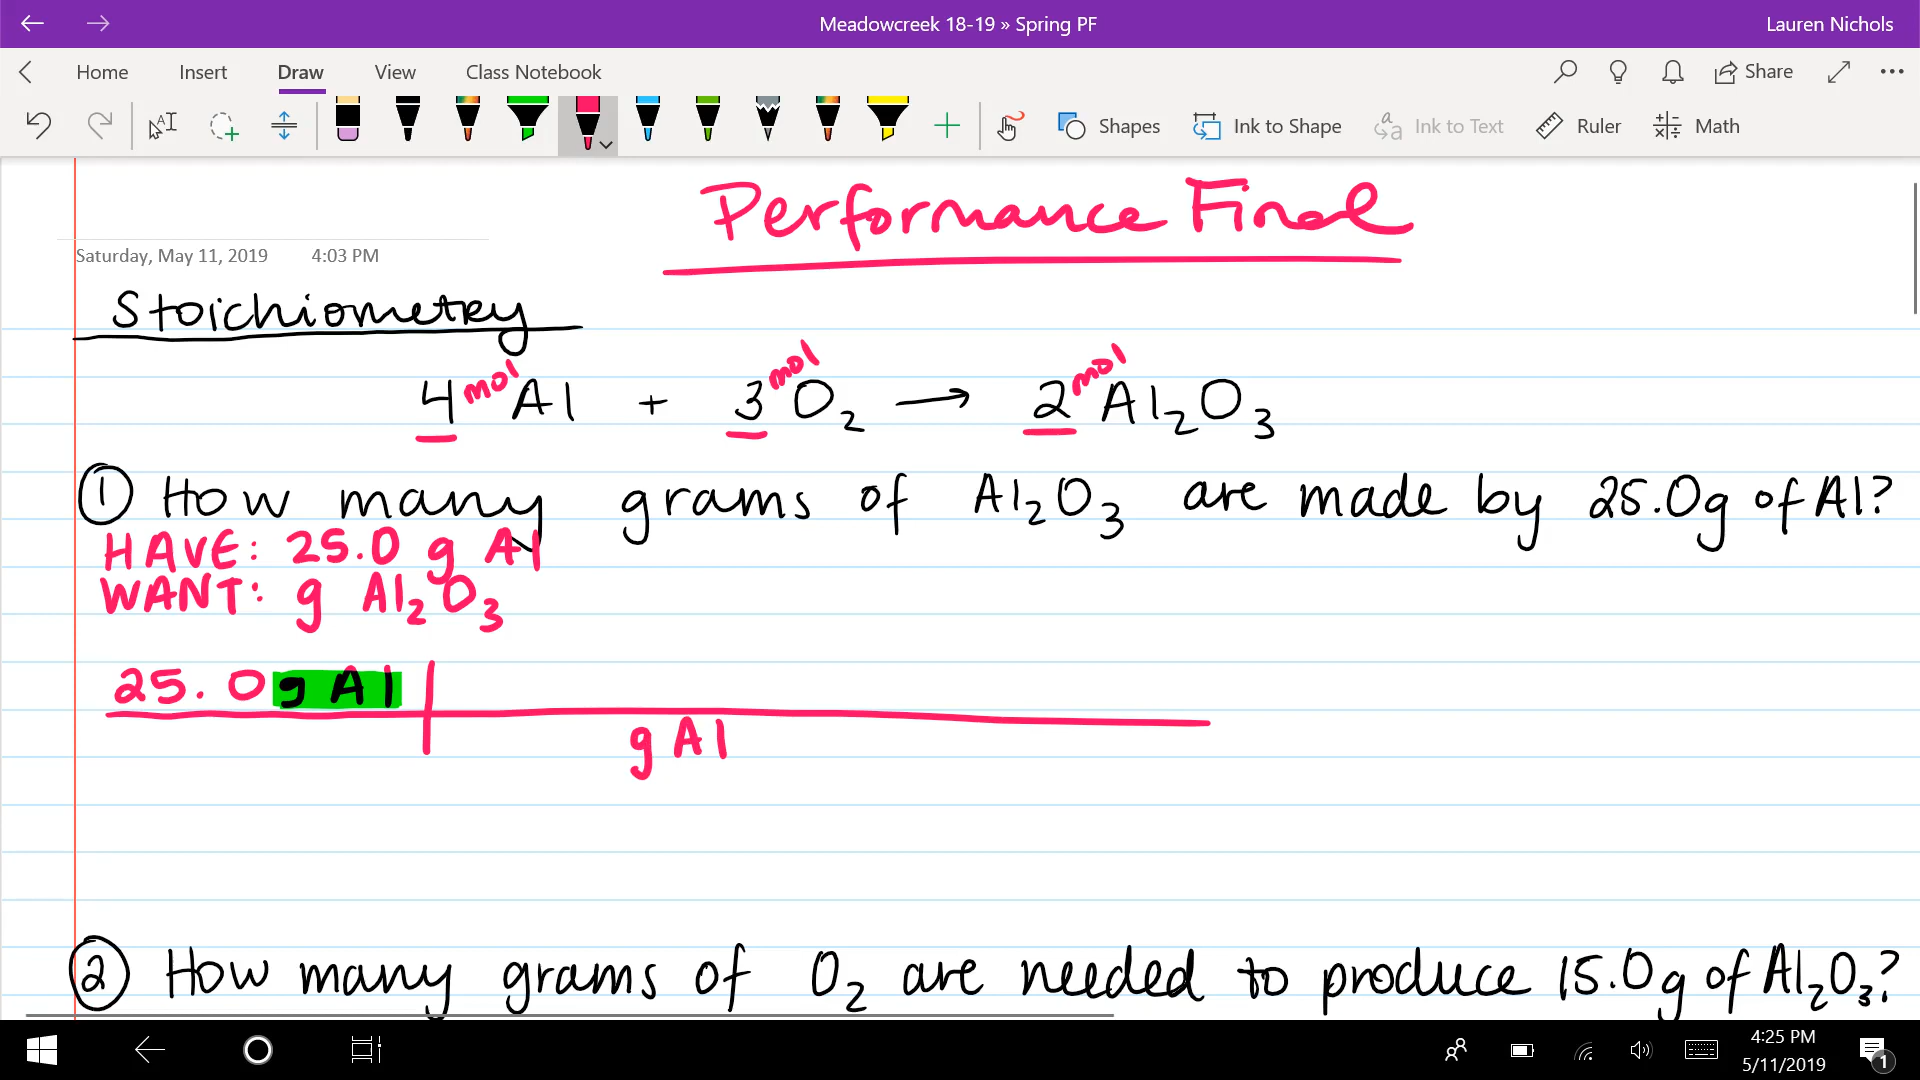 Meadowcreek 18-19 » Spring PF
Lauren Nichols
Home Insert Draw View Class Notebook Share
Shapes Ink to Shape Ink to Text Ruler Math
Performance Final
Saturday, May 11, 2019 4:03 PM
Stoichiometry
4 mol Al + 3 mol O₂ → 2 mol Al₂O₃
① How many grams of Al₂O₃ are made by 25.0g of Al?
HAVE: 25.0 g Al
WANT: g Al₂O₃
25.0 g Al
g Al
② How many grams of O₂ are needed to produce 15.0g of Al₂O₃?
4:25 PM
5/11/2019
1